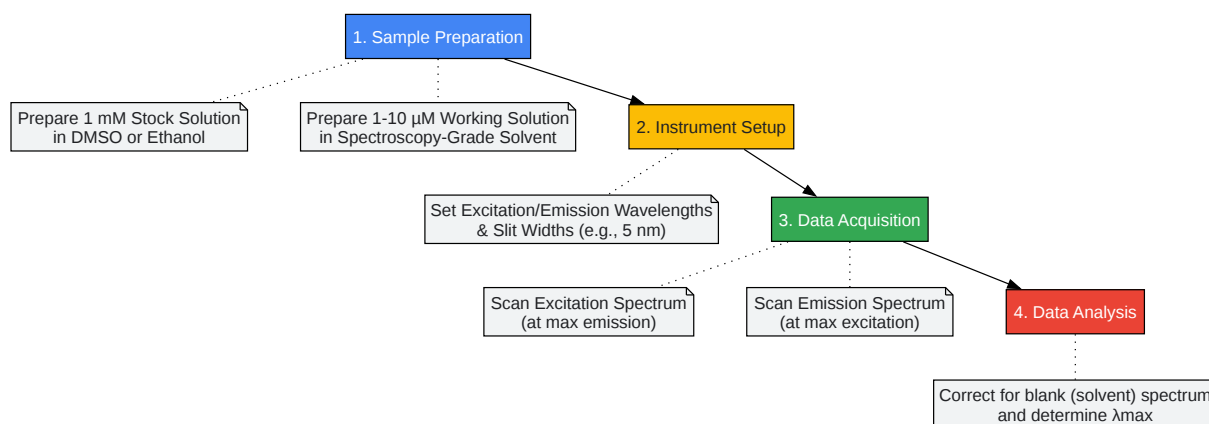 1. Sample Preparation
Prepare 1 mM Stock Solution
in DMSO or Ethanol
Prepare 1-10 µM Working Solution
in Spectroscopy-Grade Solvent
2. Instrument Setup
Set Excitation/Emission Wavelengths
& Slit Widths (e.g., 5 nm)
3. Data Acquisition
Scan Excitation Spectrum
(at max emission)
Scan Emission Spectrum
(at max excitation)
4. Data Analysis
Correct for blank (solvent) spectrum
and determine λmax